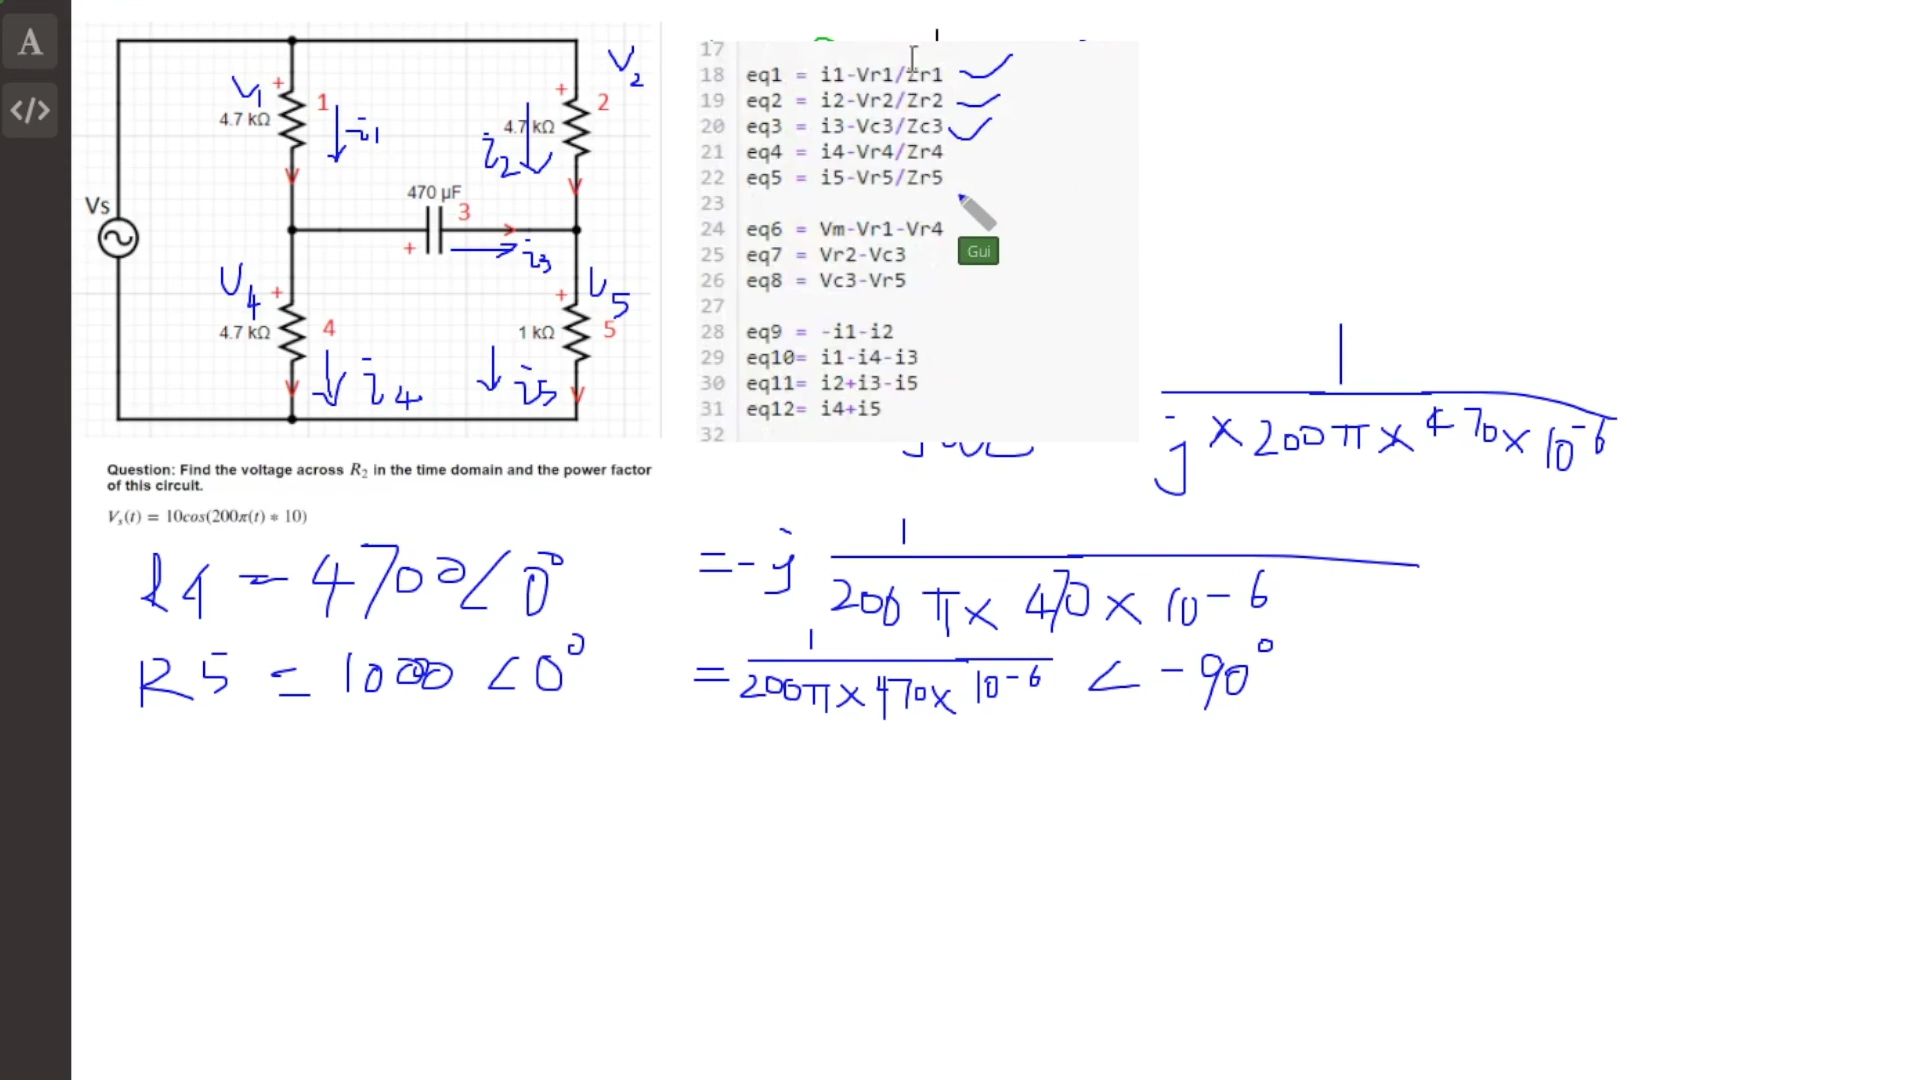 A
</>
Vs
V1
+
1
4.7 kΩ
i1
V2
+
2
4.7 kΩ
i2
470 µF
3
+
i3
V4
+
4
4.7 kΩ
i4
V5
+
5
1 kΩ
i5
17
18 eq1 = i1-Vr1/Zr1
19 eq2 = i2-Vr2/Zr2
20 eq3 = i3-Vc3/Zc3
21 eq4 = i4-Vr4/Zr4
22 eq5 = i5-Vr5/Zr5
23
24 eq6 = Vm-Vr1-Vr4
25 eq7 = Vr2-Vc3
26 eq8 = Vc3-Vr5
27
28 eq9 = -i1-i2
29 eq10= i1-i4-i3
30 eq11= i2+i3-i5
31 eq12= i4+i5
32
Gui
1
j × 200π × 470 × 10-6
Question: Find the voltage across R2 in the time domain and the power factor
of this circuit.
Vs(t) = 10cos(200π(t) * 10)
R4 = 4700 < 0°
= -j 1
200 π × 470 × 10-6
R5 = 1000 < 0°
= 1
200π × 470 × 10-6 < -90°